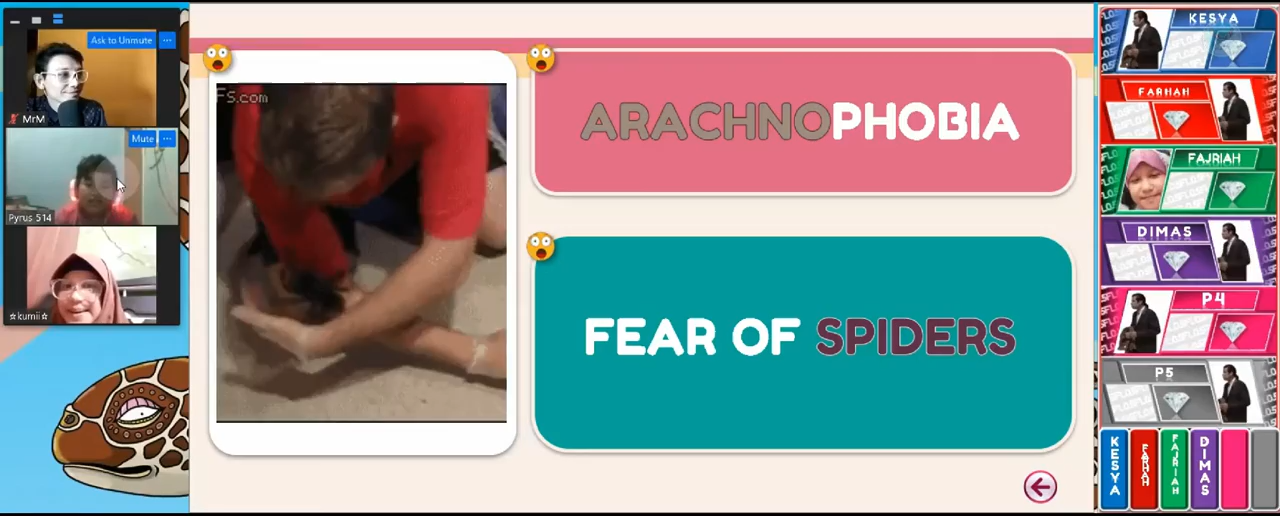 Ask to Unmute
MrM
Mute
Pyrus 514
☆kumii☆
FS.com
ARACHNOPHOBIA
FEAR OF SPIDERS
KESYA
FARHAH
FAJRIAH
DIMAS
P4
P5
KESYA
FARHAH
FAJRIAH
DIMAS